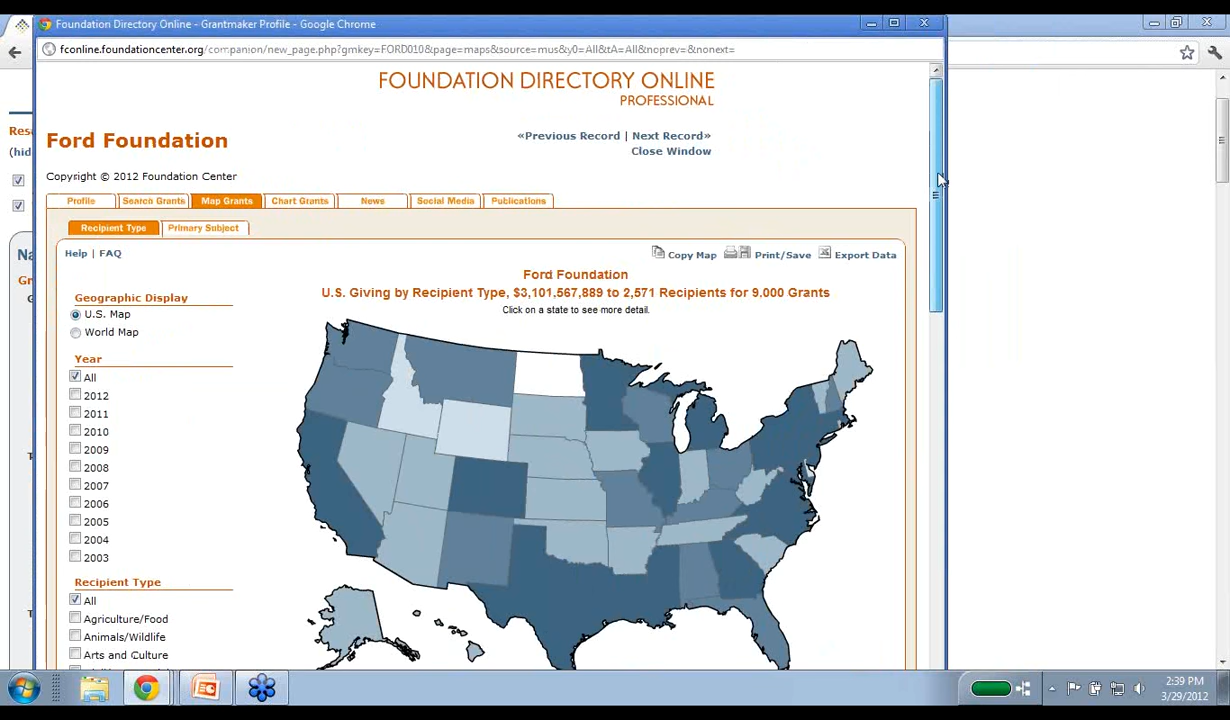 Foundation Directory Online - Grantmaker Profile - Google Chrome
fconline.foundationcenter.org/companion/new_page.php?gmkey=FORD010&page=maps&source=mus&y0=All&tA=All&noprev=&nonext=
FOUNDATION DIRECTORY ONLINE
PROFESSIONAL
Ford Foundation
«Previous Record | Next Record»
Close Window
Copyright © 2012 Foundation Center
Profile Search Grants Map Grants Chart Grants News Social Media Publications
Recipient Type Primary Subject
Help | FAQ
Copy Map Print/Save Export Data
Ford Foundation
U.S. Giving by Recipient Type, $3,101,567,889 to 2,571 Recipients for 9,000 Grants
Click on a state to see more detail.
Geographic Display
U.S. Map
World Map
Year
All
2012
2011
2010
2009
2008
2007
2006
2005
2004
2003
Recipient Type
All
Agriculture/Food
Animals/Wildlife
Arts and Culture
(hid
2:39 PM
3/29/2012